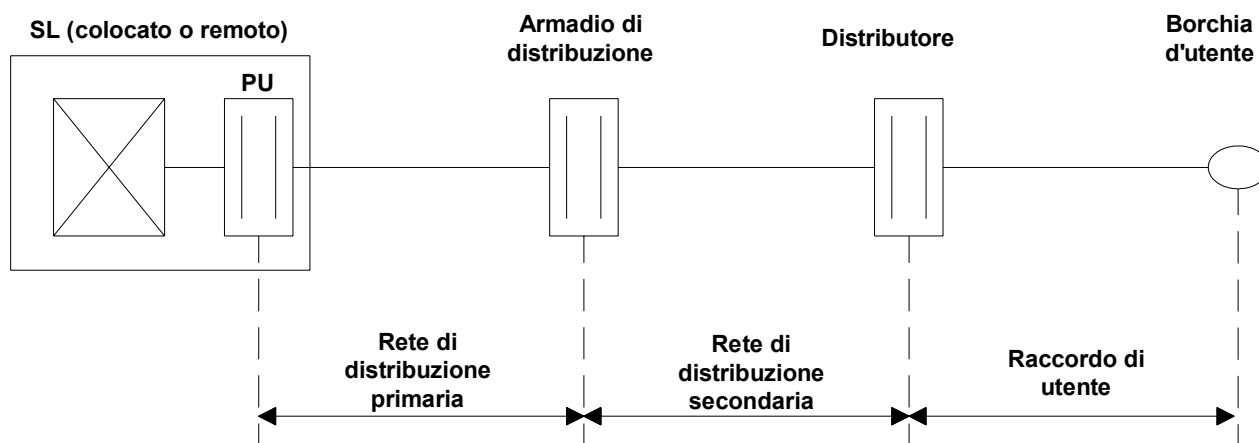 SL (colocato o remoto)
PU
Armadio di
distribuzione
Distributore
Borchia
d'utente
Rete di
distribuzione
primaria
Rete di
distribuzione
secondaria
Raccordo di
utente